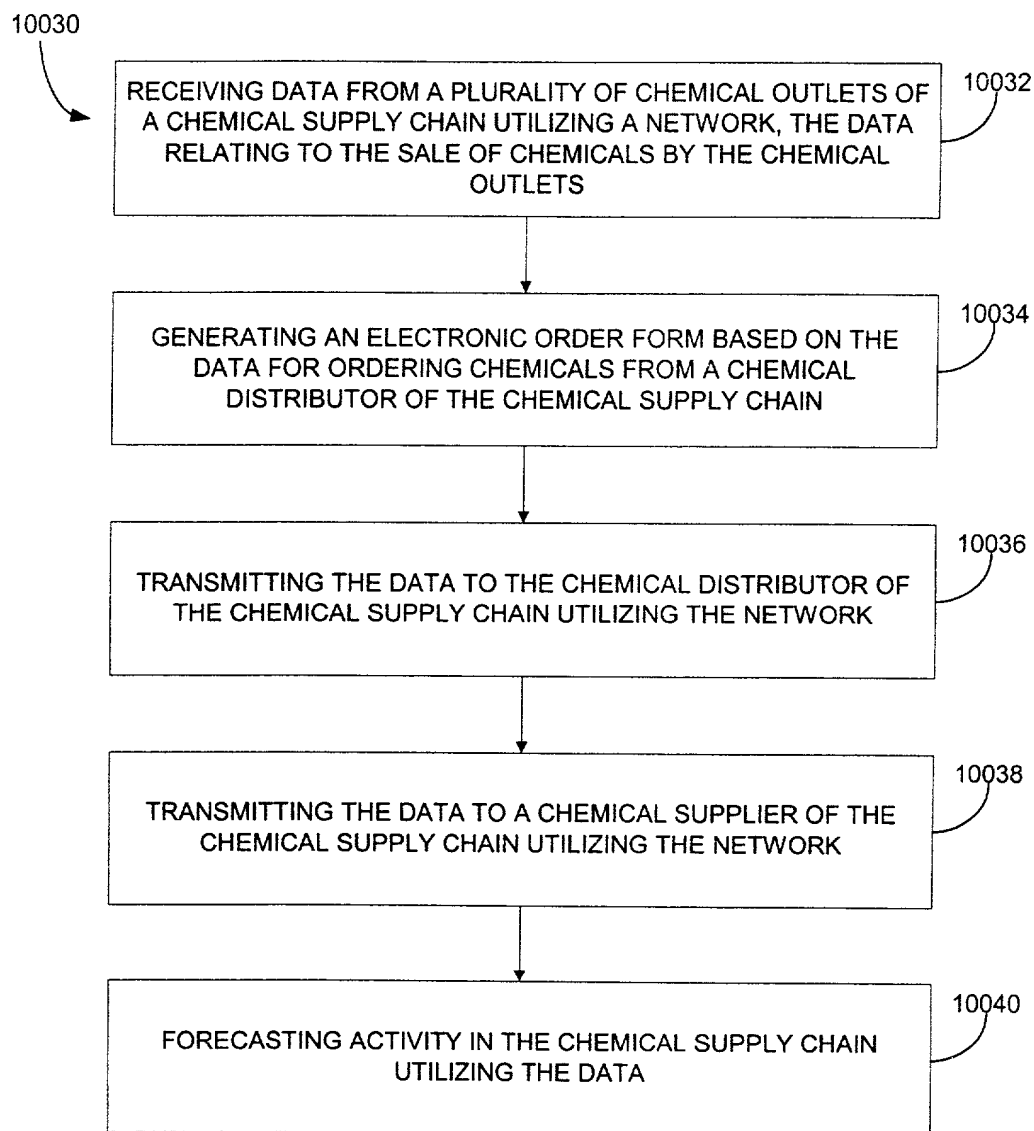 10030
10032
RECEIVING DATA FROM A PLURALITY OF CHEMICAL OUTLETS OF
A CHEMICAL SUPPLY CHAIN UTILIZING A NETWORK, THE DATA
RELATING TO THE SALE OF CHEMICALS BY THE CHEMICAL
OUTLETS
10034
GENERATING AN ELECTRONIC ORDER FORM BASED ON THE
DATA FOR ORDERING CHEMICALS FROM A CHEMICAL
DISTRIBUTOR OF THE CHEMICAL SUPPLY CHAIN
10036
TRANSMITTING THE DATA TO THE CHEMICAL DISTRIBUTOR OF
THE CHEMICAL SUPPLY CHAIN UTILIZING THE NETWORK
10038
TRANSMITTING THE DATA TO A CHEMICAL SUPPLIER OF THE
CHEMICAL SUPPLY CHAIN UTILIZING THE NETWORK
10040
FORECASTING ACTIVITY IN THE CHEMICAL SUPPLY CHAIN
UTILIZING THE DATA